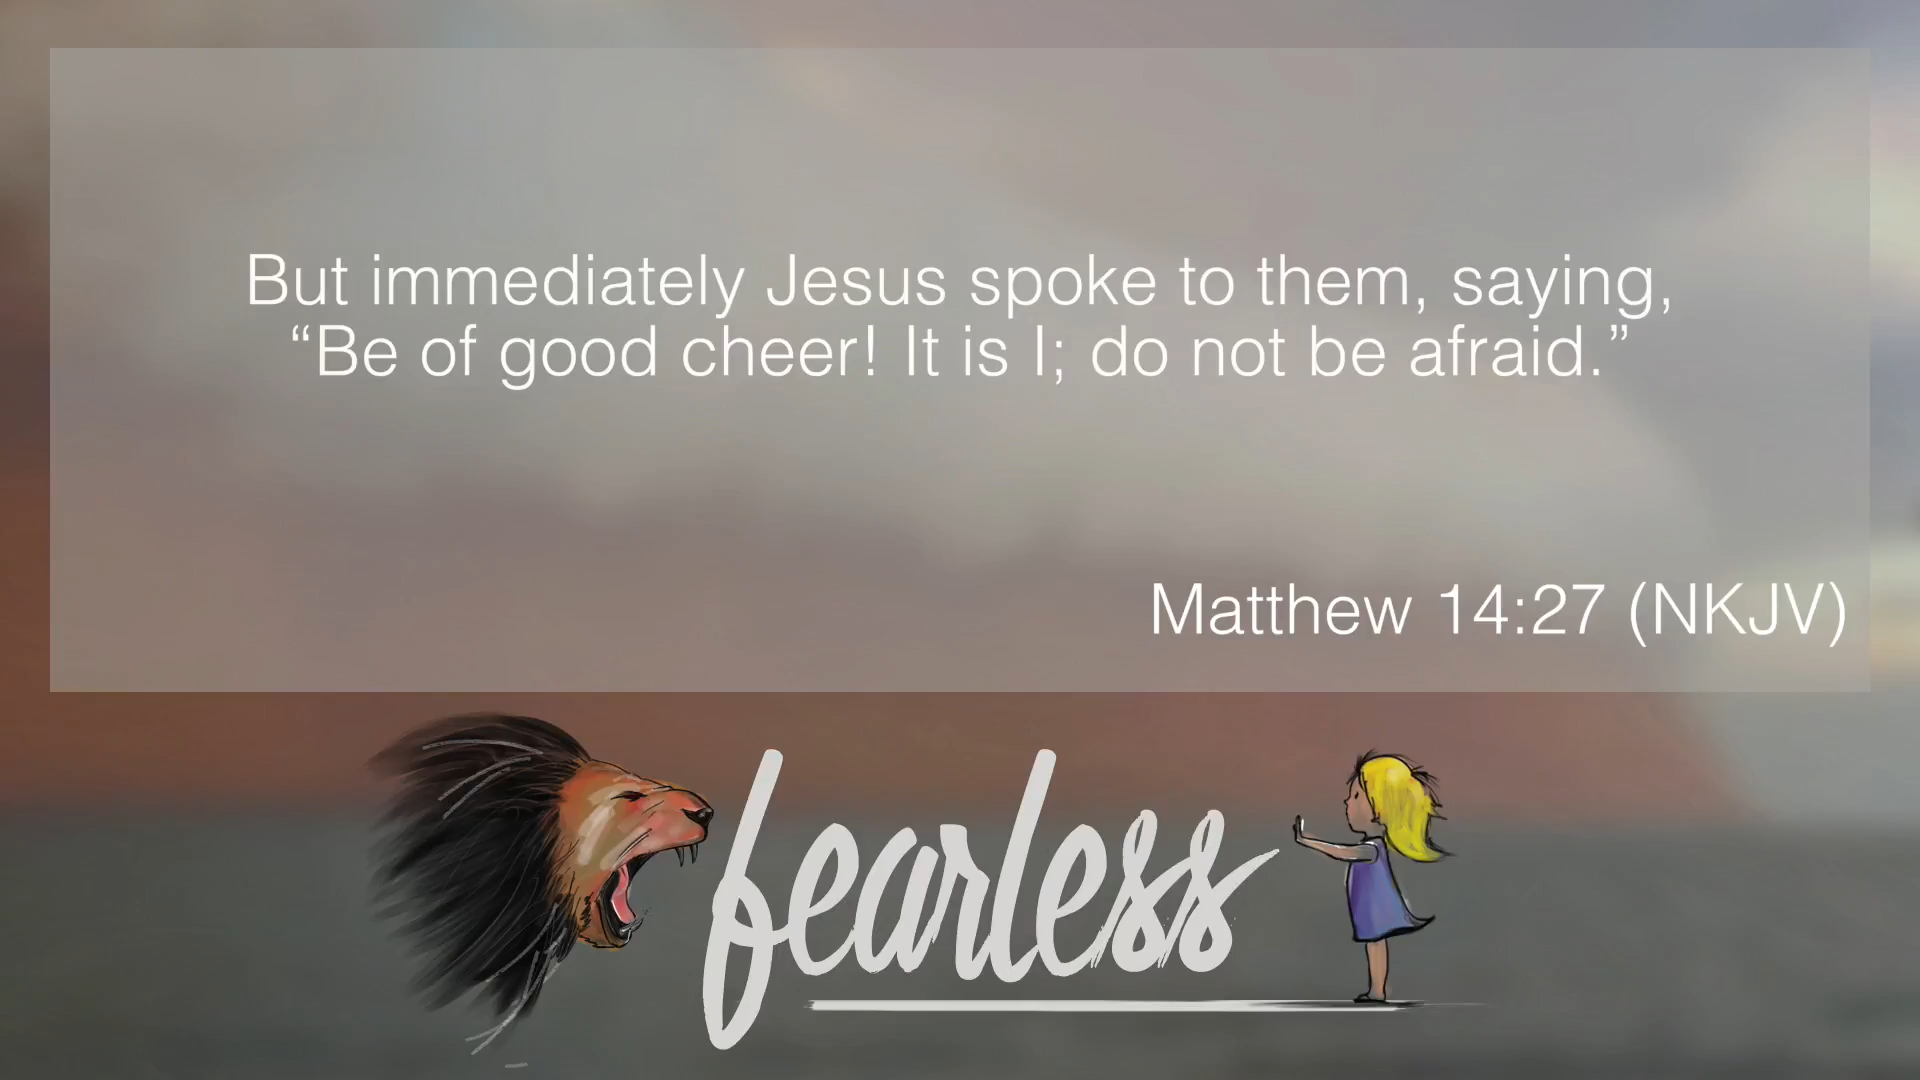 But immediately Jesus spoke to them, saying,
“Be of good cheer! It is I; do not be afraid.”
Matthew 14:27 (NKJV)
fearless